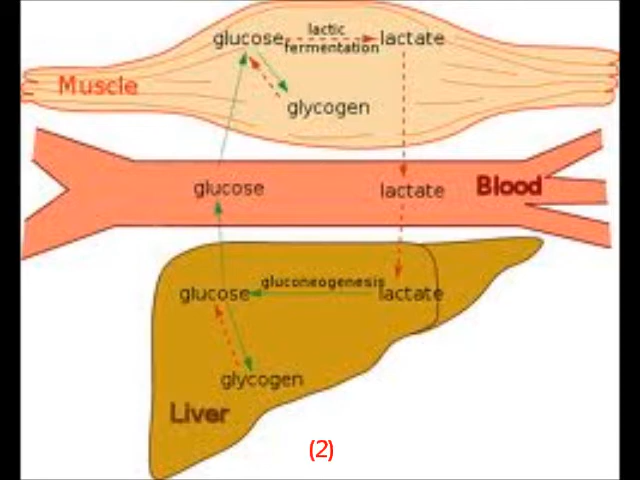 lactic
glucose
lactate
fermentation
Muscle
glycogen
glucose
lactate
Blood
gluconeogenesis
glucose
lactate
glycogen
Liver
(2)